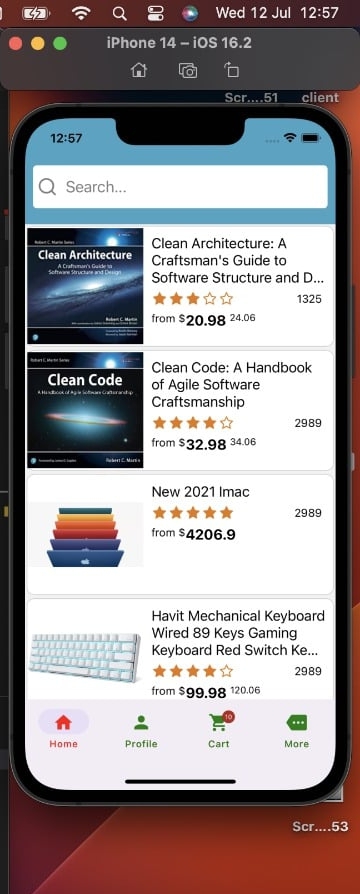 Wed 12 Jul 12:57
iPhone 14 – iOS 16.2
Scr....51 client
12:57
Search...
Robert C. Martin Series
Clean Architecture
A Craftsman's Guide to
Software Structure and Design
Robert C. Martin
Clean Architecture: A
Craftsman's Guide to
Software Structure and D...
1325
from $20.98 24.06
Robert C. Martin Series
Clean Code
A Handbook of Agile Software Craftsmanship
Robert C. Martin
Clean Code: A Handbook
of Agile Software
Craftsmanship
2989
from $32.98 34.06
New 2021 Imac
2989
from $4206.9
Havit Mechanical Keyboard
Wired 89 Keys Gaming
Keyboard Red Switch Ke...
2989
from $99.98 120.06
10
Home Profile Cart More
Scr....53